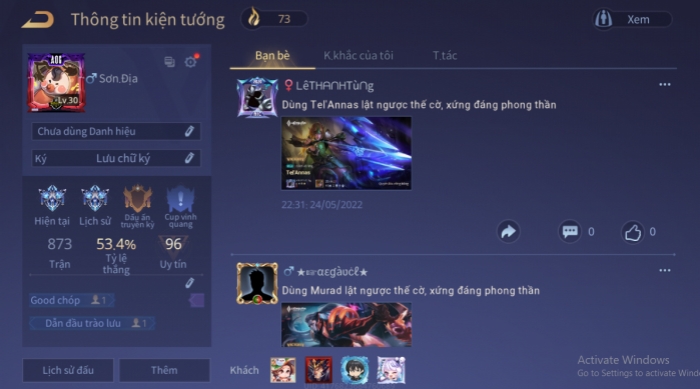 Thông tin kiện tướng
73
Xem
AOG
Lv 30
Sơn.Địa
Chưa dùng Danh hiệu
Ký Lưu chữ ký
Hiện tại
Lịch sử
Dấu ấn truyền kỳ
Cup vinh quang
873
Trận
53.4%
Tỷ lệ thắng
96
Uy tín
Good chóp 1
Dẫn đầu trào lưu 1
Lịch sử đấu
Thêm
Bạn bè
K.khắc của tôi
T.tác
Dùng Tel'Annas lật ngược thế cờ, xứng đáng phong thần
Tel'Annas
22:31: 24/05/2022
0
0
Dùng Murad lật ngược thế cờ, xứng đáng phong thần
Khách
Activate Windows
Go to Settings to activate Wind